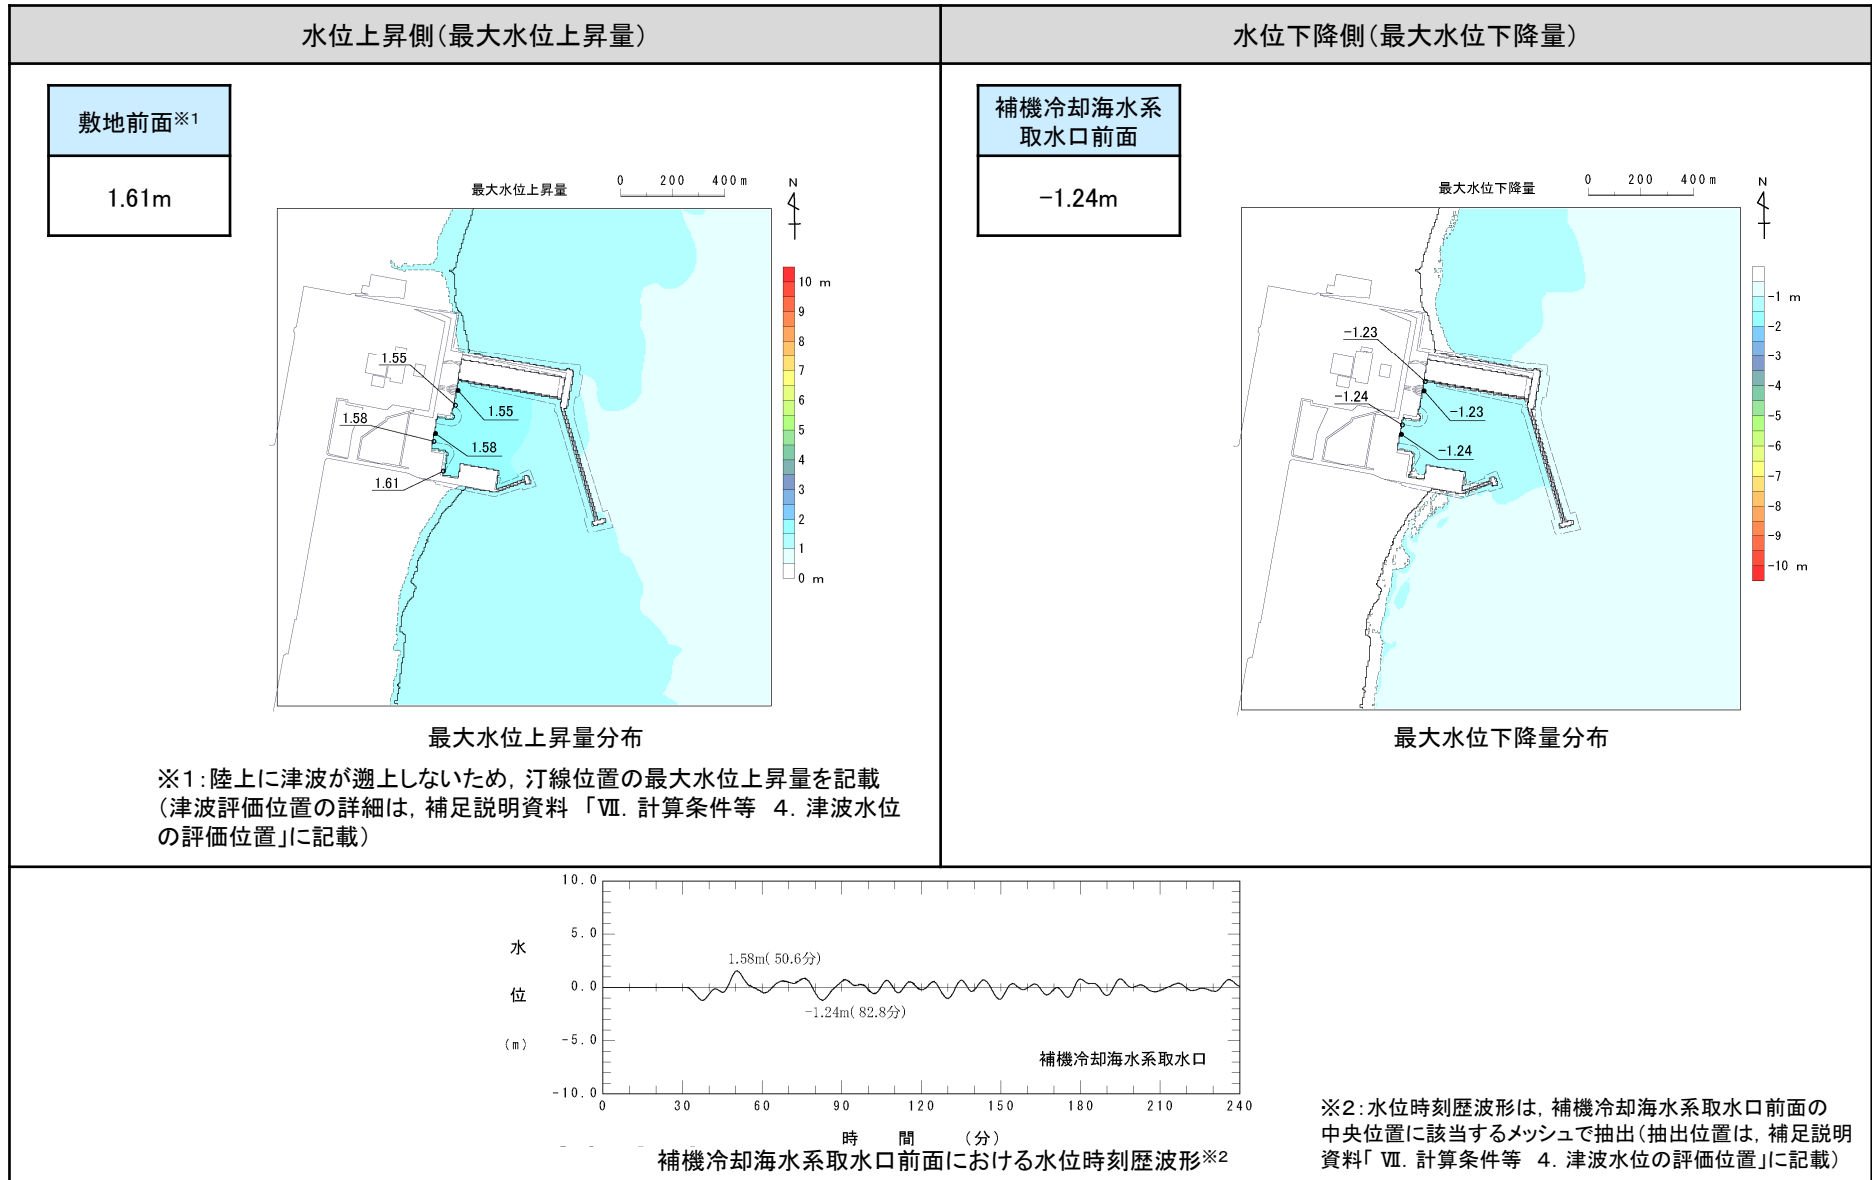 水位上昇側(最大水位上昇量)
水位下降側(最大水位下降量)
敷地前面※1
1.61m
最大水位上昇量
0 200 400m
N
10 m
9
8
7
6
5
4
3
2
1
0 m
1.55
1.55
1.58
1.58
1.61
最大水位上昇量分布
※1:陸上に津波が遡上しないため,汀線位置の最大水位上昇量を記載
(津波評価位置の詳細は,補足説明資料 「Ⅶ.計算条件等 4.津波水位
の評価位置」に記載)
補機冷却海水系
取水口前面
-1.24m
最大水位下降量
0 200 400m
N
-1 m
-2
-3
-4
-5
-6
-7
-8
-9
-10 m
-1.23
-1.24
-1.23
-1.24
最大水位下降量分布
水
位
(m)
10.0
5.0
0.0
-5.0
-10.0
1.58m( 50.6分)
-1.24m( 82.8分)
補機冷却海水系取水口
0 30 60 90 120 150 180 210 240
時 間 (分)
補機冷却海水系取水口前面における水位時刻歴波形※2
※2:水位時刻歴波形は,補機冷却海水系取水口前面の
中央位置に該当するメッシュで抽出(抽出位置は,補足説明
資料「 Ⅶ.計算条件等 4.津波水位の評価位置」に記載)